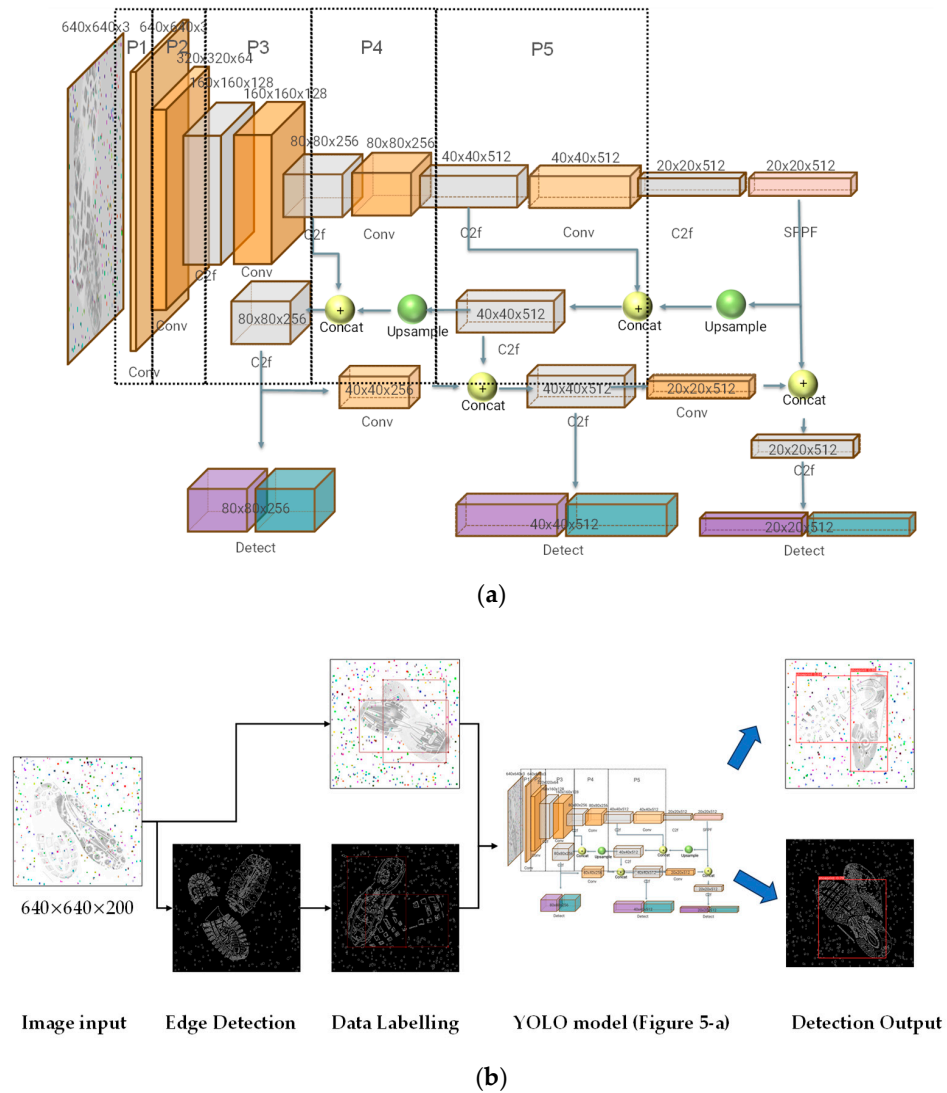 640x640x3 640x640x3
P1 P2 P3 P4 P5
320x320x64
160x160x128
160x160x128
80x80x256 80x80x256
40x40x512 40x40x512
20x20x512 20x20x512
C2f Conv C2f Conv C2f SPPF
C2f Conv
80x80x256 + Concat Upsample 40x40x512 + Concat Upsample
Conv
C2f
C2f
Conv
40x40x256 Conv
+ Concat
40x40x512 C2f
20x20x512 Conv
+ Concat
20x20x512
C2f
80x80x256
Detect
40x40x512
Detect
20x20x512
Detect
(a)
640×640×200
Image input Edge Detection Data Labelling YOLO model (Figure 5-a) Detection Output
(b)